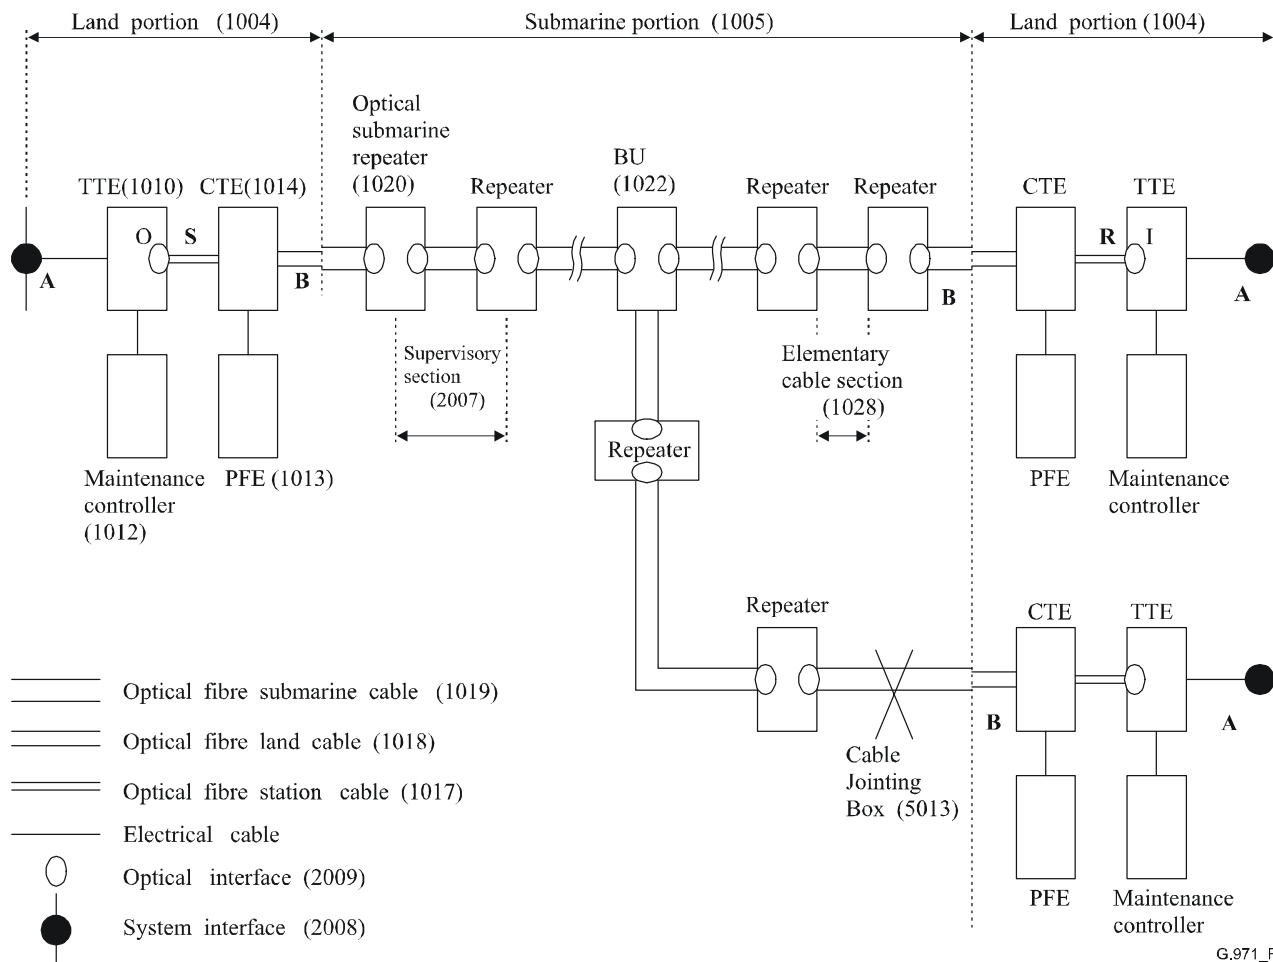 Land portion (1004)
Submarine portion (1005)
Land portion (1004)
Optical
submarine
repeater
(1020)
TTE(1010)
CTE(1014)
Repeater
BU
(1022)
Repeater
Repeater
CTE
TTE
O
S
R
I
A
B
B
A
Supervisory
section
(2007)
Elementary
cable section
(1028)
Repeater
Maintenance
controller
(1012)
PFE (1013)
PFE
Maintenance
controller
Repeater
CTE
TTE
B
A
Cable
Jointing
Box (5013)
PFE
Maintenance
controller
Optical fibre submarine cable (1019)
Optical fibre land cable (1018)
Optical fibre station cable (1017)
Electrical cable
Optical interface (2009)
System interface (2008)
G.971_F